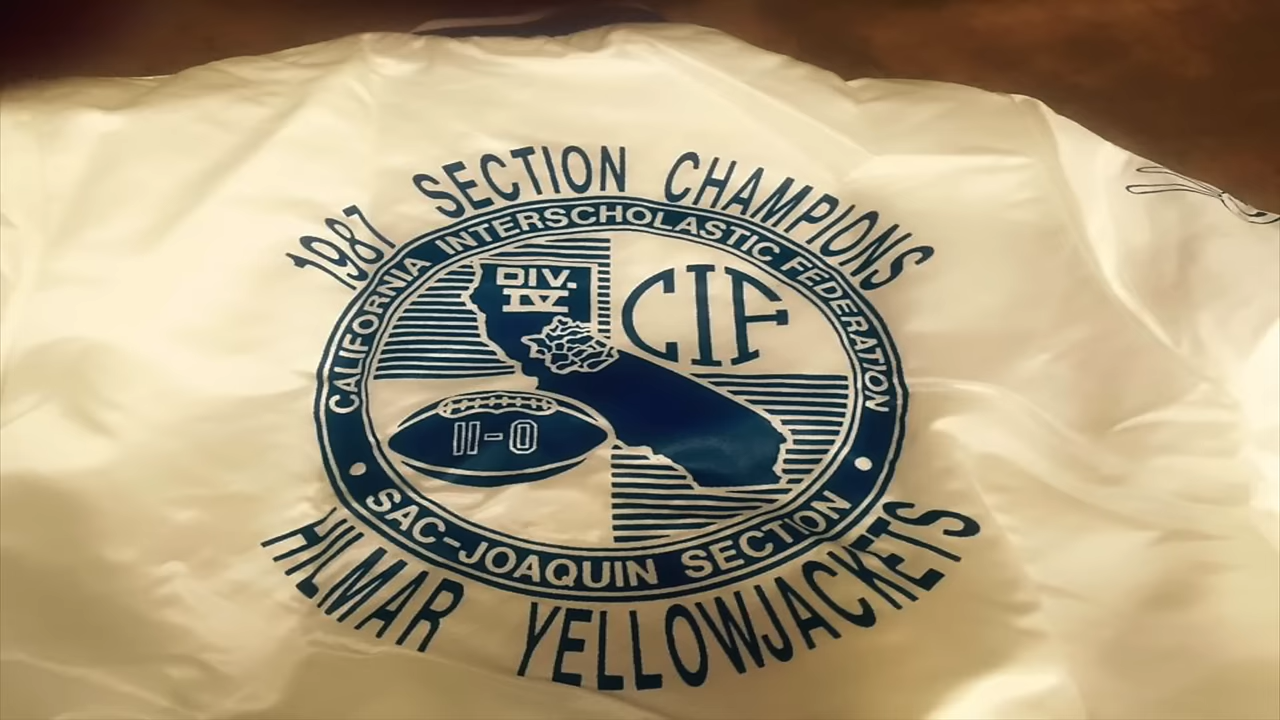 1987 SECTION CHAMPIONS
CALIFORNIA INTERSCHOLASTIC FEDERATION
DIV.
IV
CIF
11-0
SAC-JOAQUIN SECTION
HILMAR YELLOWJACKETS